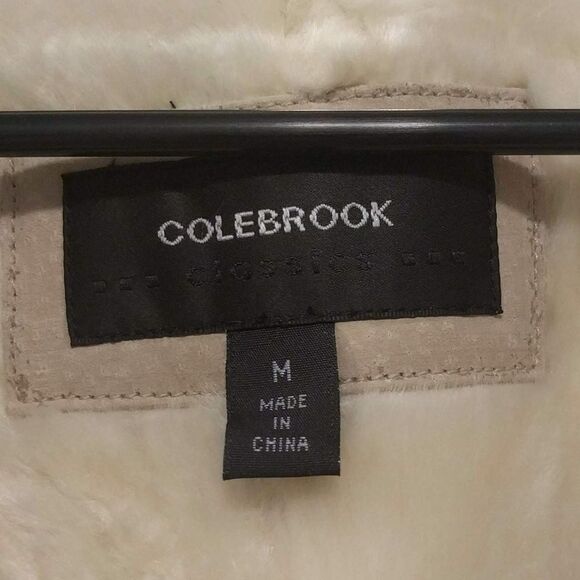 COLEBROOK
--- classics ---
M
MADE
IN
CHINA